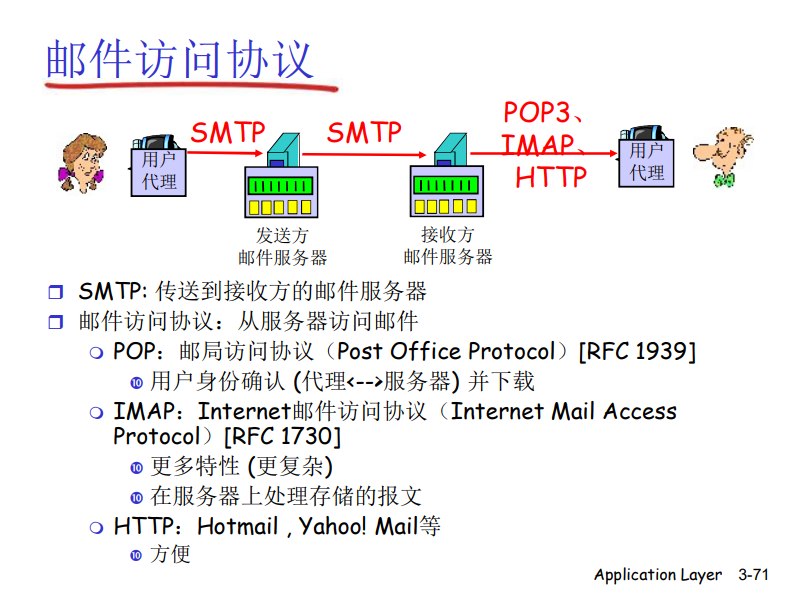 邮件访问协议
SMTP
SMTP
POP3、
IMAP、
HTTP
用户
代理
用户
代理
发送方
邮件服务器
接收方
邮件服务器
SMTP: 传送到接收方的邮件服务器
邮件访问协议：从服务器访问邮件
POP：邮局访问协议（Post Office Protocol）[RFC 1939]
用户身份确认 (代理<-->服务器) 并下载
IMAP：Internet邮件访问协议（Internet Mail Access
Protocol）[RFC 1730]
更多特性 (更复杂)
在服务器上处理存储的报文
HTTP：Hotmail , Yahoo! Mail等
方便
Application Layer 3-71